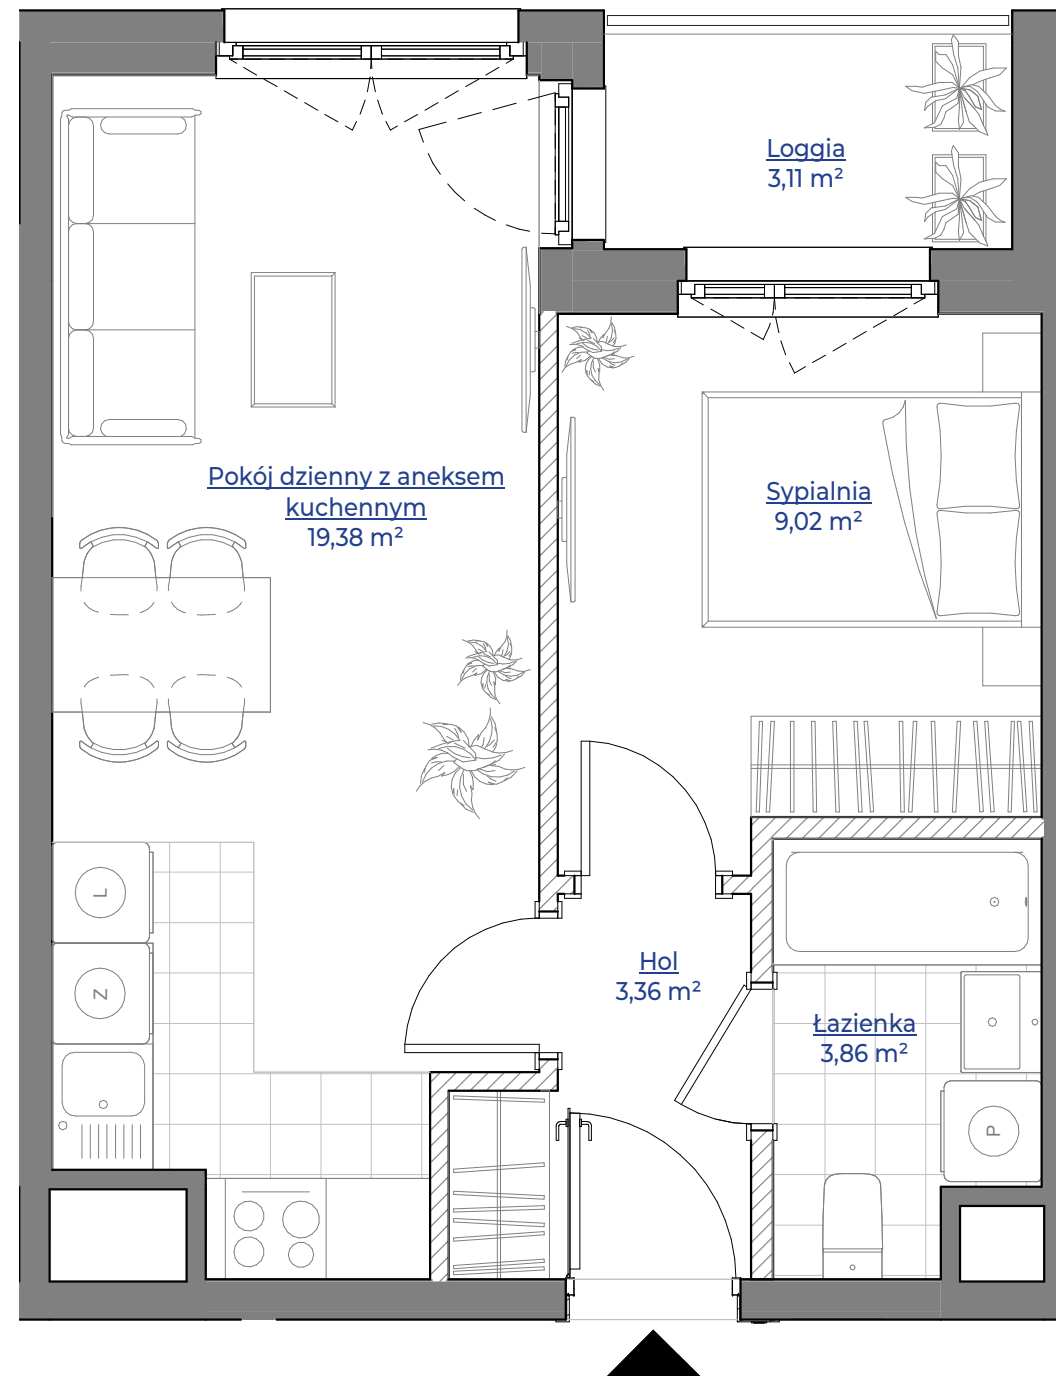 Loggia
3,11 m²
Pokój dzienny z aneksem
kuchennym
19,38 m²
Sypialnia
9,02 m²
L
Z
Hol
3,36 m²
Łazienka
3,86 m²
P